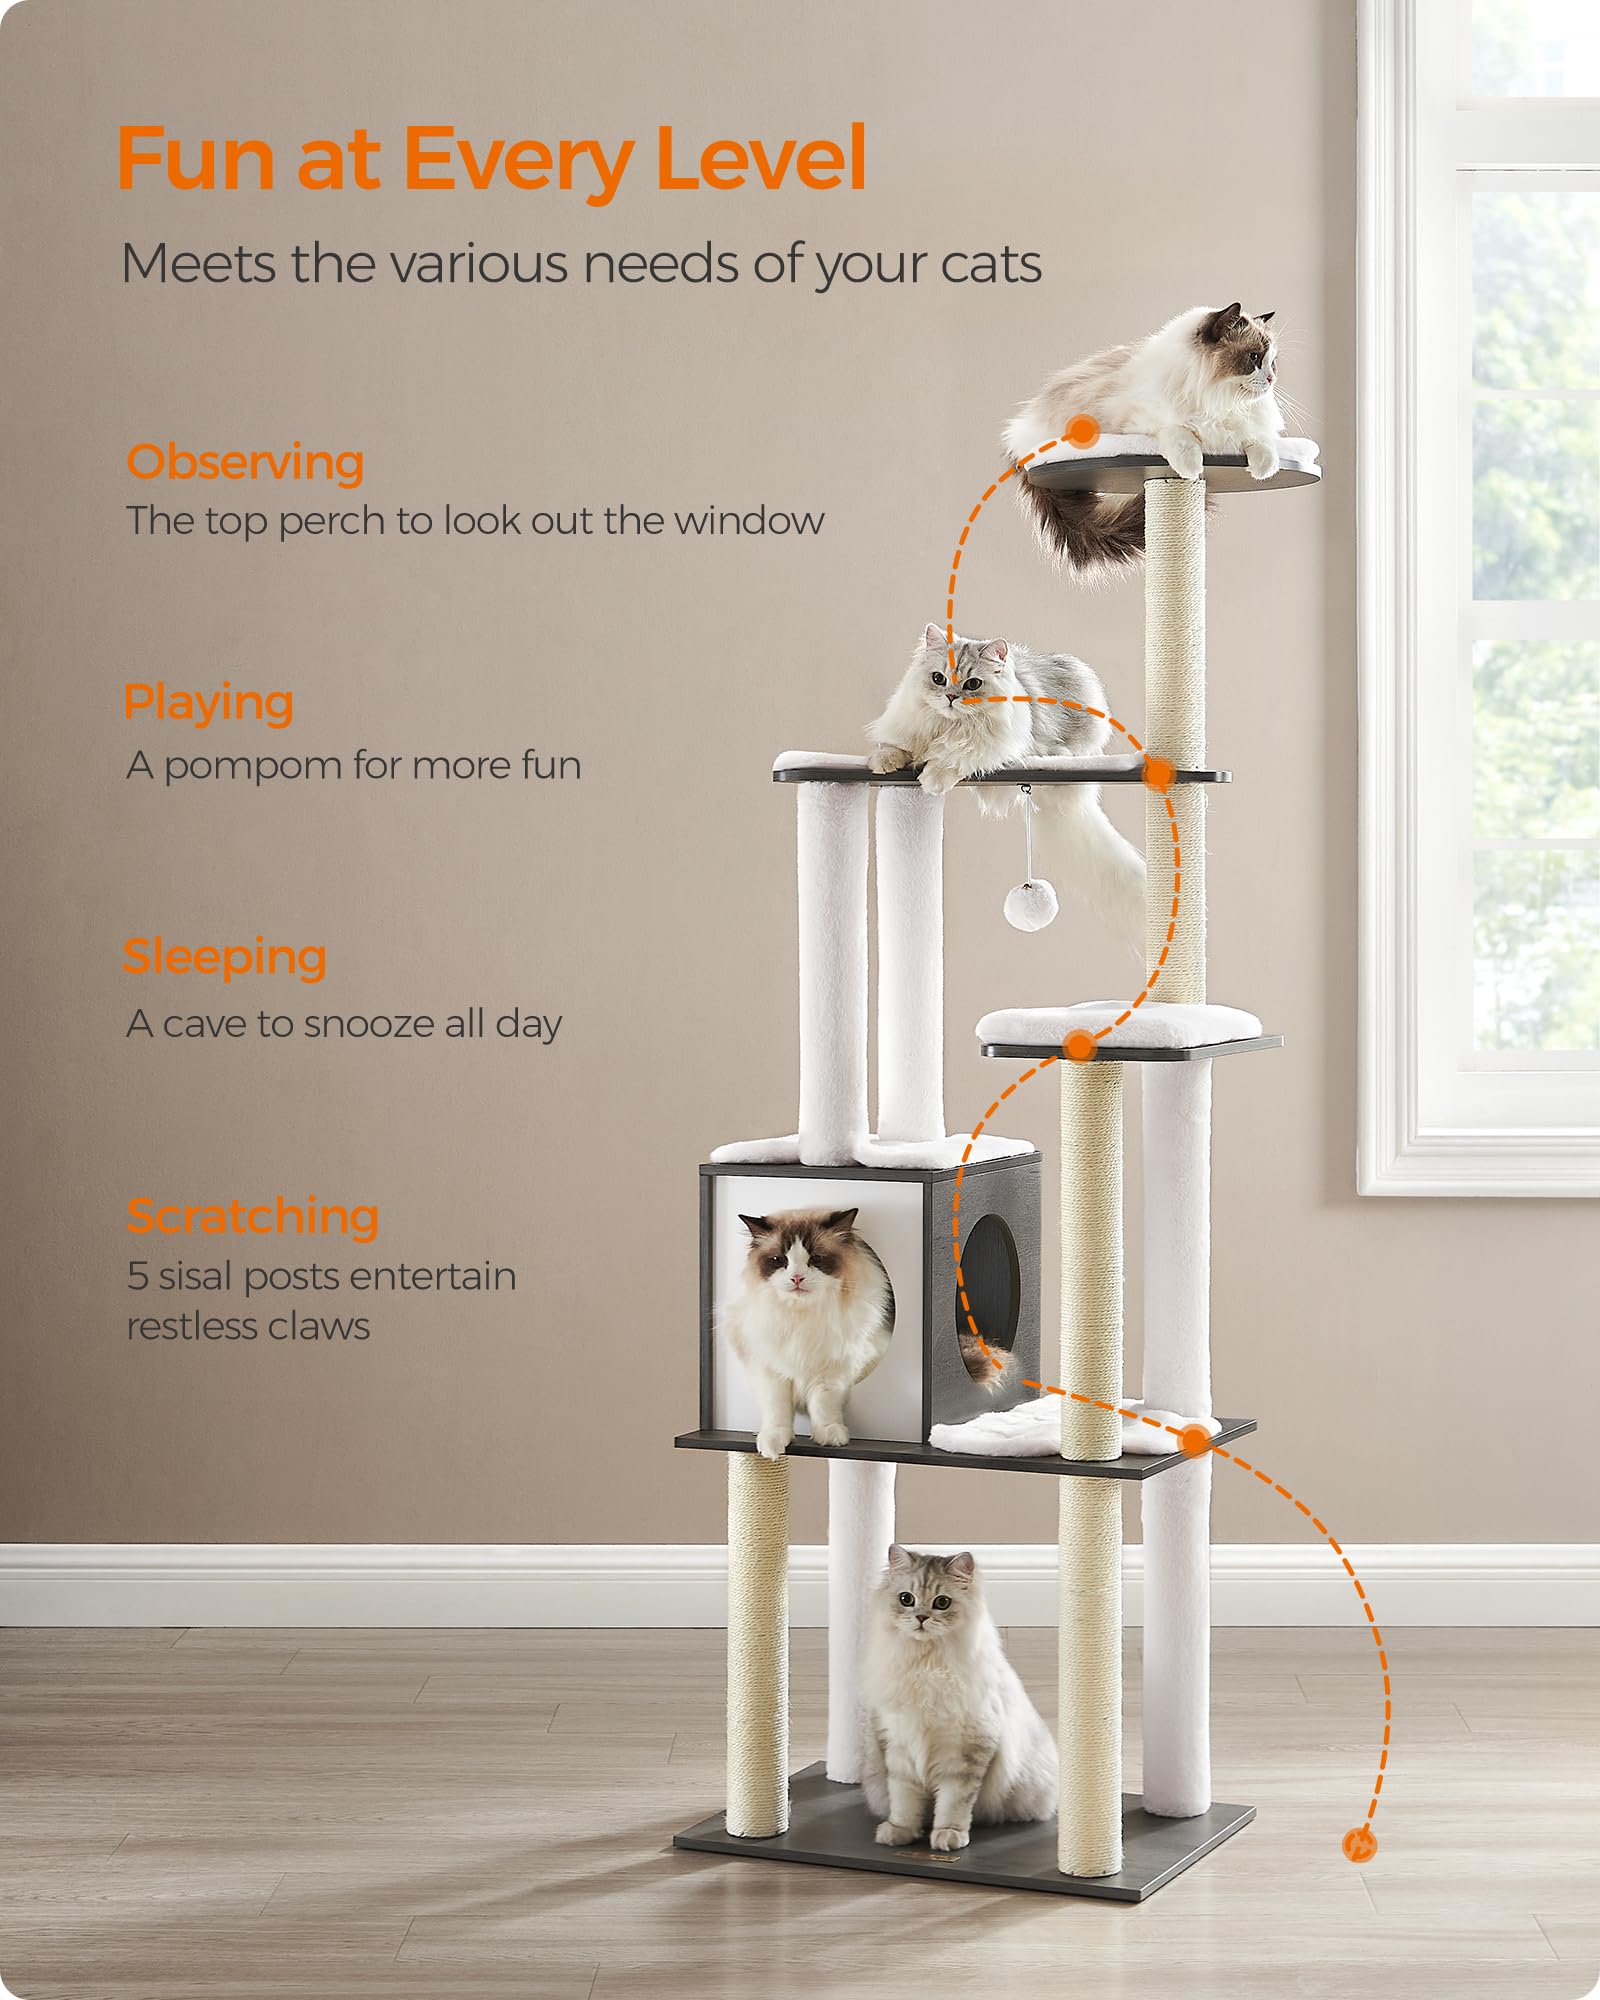 Fun at Every Level
Meets the various needs of your cats
Observing
The top perch to look out the window
Playing
A pompom for more fun
Sleeping
A cave to snooze all day
Scratching
5 sisal posts entertain
restless claws